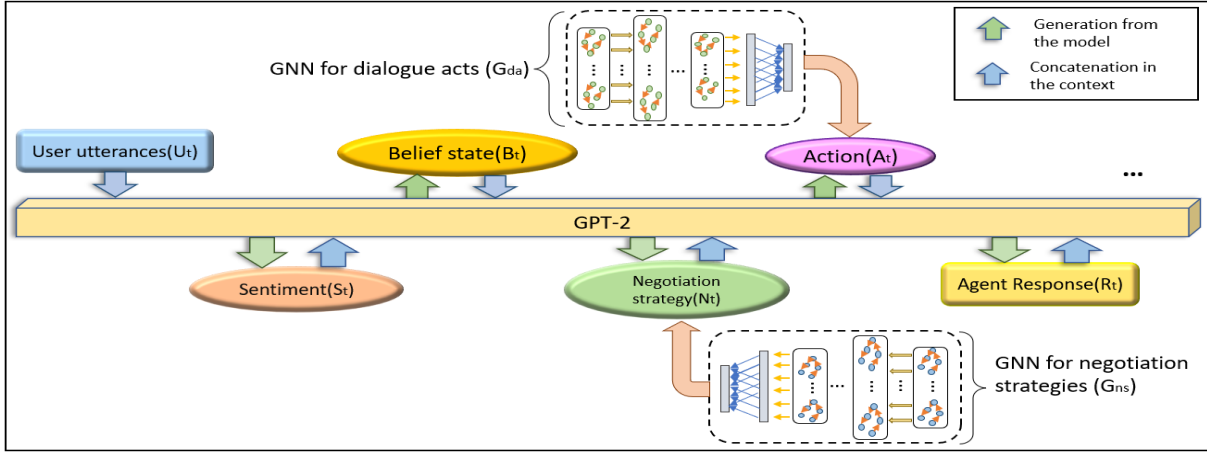 GNN for dialogue acts (Gda)
Generation from
the model
Concatenation in
the context
User utterances(Ut)
Belief state(Bt)
Action(At)
...
GPT-2
Sentiment(St)
Negotiation
strategy(Nt)
Agent Response(Rt)
GNN for negotiation
strategies (Gns)